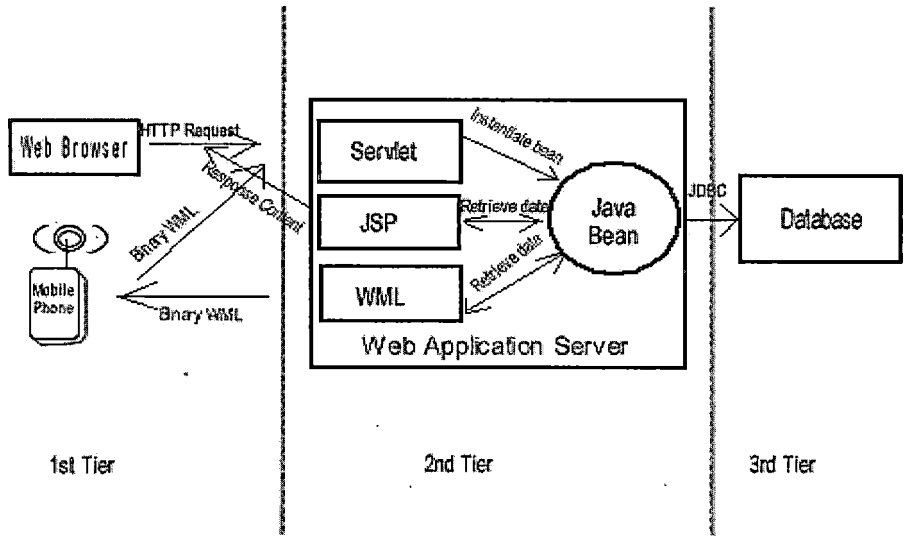 HTTP Request
Web Browser
Response Content
Binary WML
Mobile
Phone
Binary WML
Servlet
Instantiate bean
JSP
Retrieve date
Java
Bean
WML
Retrieve data
Web Application Server
JDBC
Database
1st Tier
2nd Tier
3rd Tier